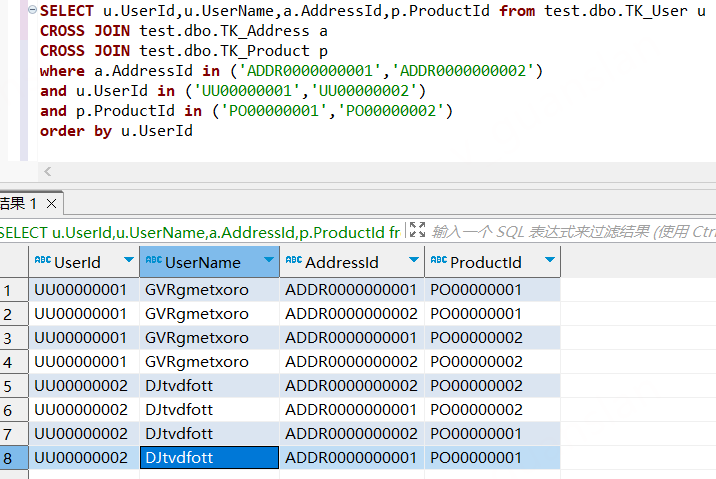 SELECT u.UserId,u.UserName,a.AddressId,p.ProductId from test.dbo.TK_User u
CROSS JOIN test.dbo.TK_Address a
CROSS JOIN test.dbo.TK_Product p
where a.AddressId in ('ADDR0000000001','ADDR0000000002')
and u.UserId in ('UU00000001','UU00000002')
and p.ProductId in ('PO00000001','PO00000002')
order by u.UserId
结果 1
SELECT u.UserId,u.UserName,a.AddressId,p.ProductId fr 输入一个 SQL 表达式来过滤结果 (使用 Ctr
ABC UserId ABC UserName ABC AddressId ABC ProductId
1 UU00000001 GVRgmetxoro ADDR0000000001 PO00000001
2 UU00000001 GVRgmetxoro ADDR0000000002 PO00000001
3 UU00000001 GVRgmetxoro ADDR0000000001 PO00000002
4 UU00000001 GVRgmetxoro ADDR0000000002 PO00000002
5 UU00000002 DJtvdfott ADDR0000000002 PO00000002
6 UU00000002 DJtvdfott ADDR0000000001 PO00000002
7 UU00000002 DJtvdfott ADDR0000000002 PO00000001
8 UU00000002 DJtvdfott ADDR0000000001 PO00000001